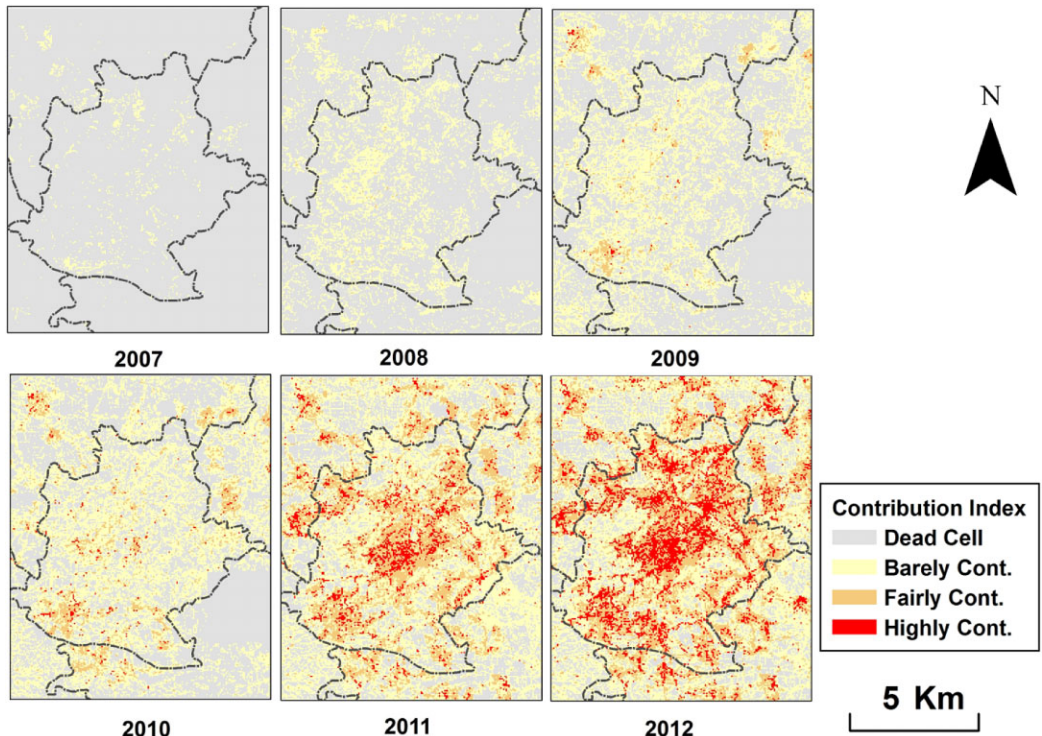 N
2007
2008
2009
Contribution Index
Dead Cell
Barely Cont.
Fairly Cont.
Highly Cont.
5 Km
2010
2011
2012